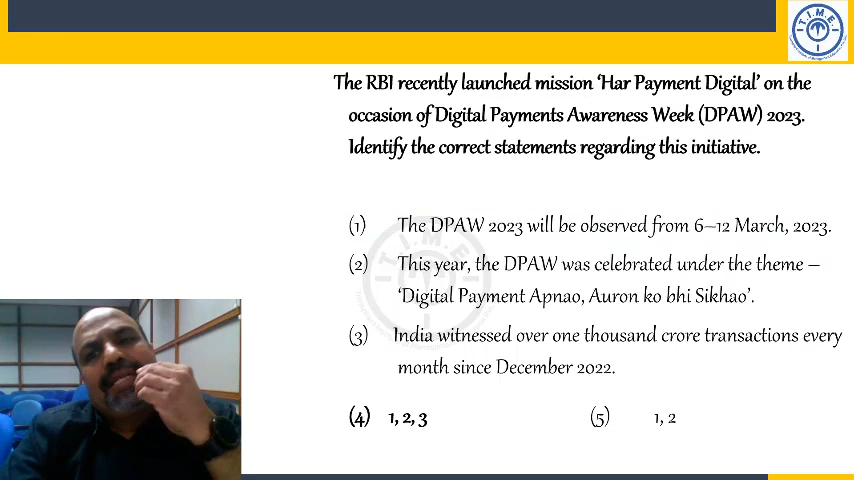 T.I.M.E.
The RBI recently launched mission ‘Har Payment Digital’ on the
occasion of Digital Payments Awareness Week (DPAW) 2023.
Identify the correct statements regarding this initiative.
(1) The DPAW 2023 will be observed from 6–12 March, 2023.
(2) This year, the DPAW was celebrated under the theme –
‘Digital Payment Apnao, Auron ko bhi Sikhao’.
(3) India witnessed over one thousand crore transactions every
month since December 2022.
(4) 1, 2, 3 (5) 1, 2